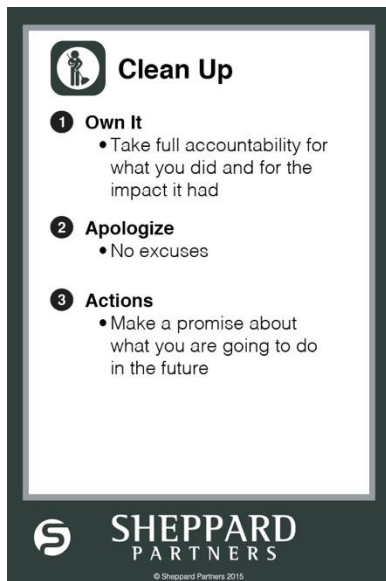 Clean Up
1 Own It
• Take full accountability for
what you did and for the
impact it had
2 Apologize
• No excuses
3 Actions
• Make a promise about
what you are going to do
in the future
S SHEPPARD
PARTNERS
© Sheppard Partners 2015